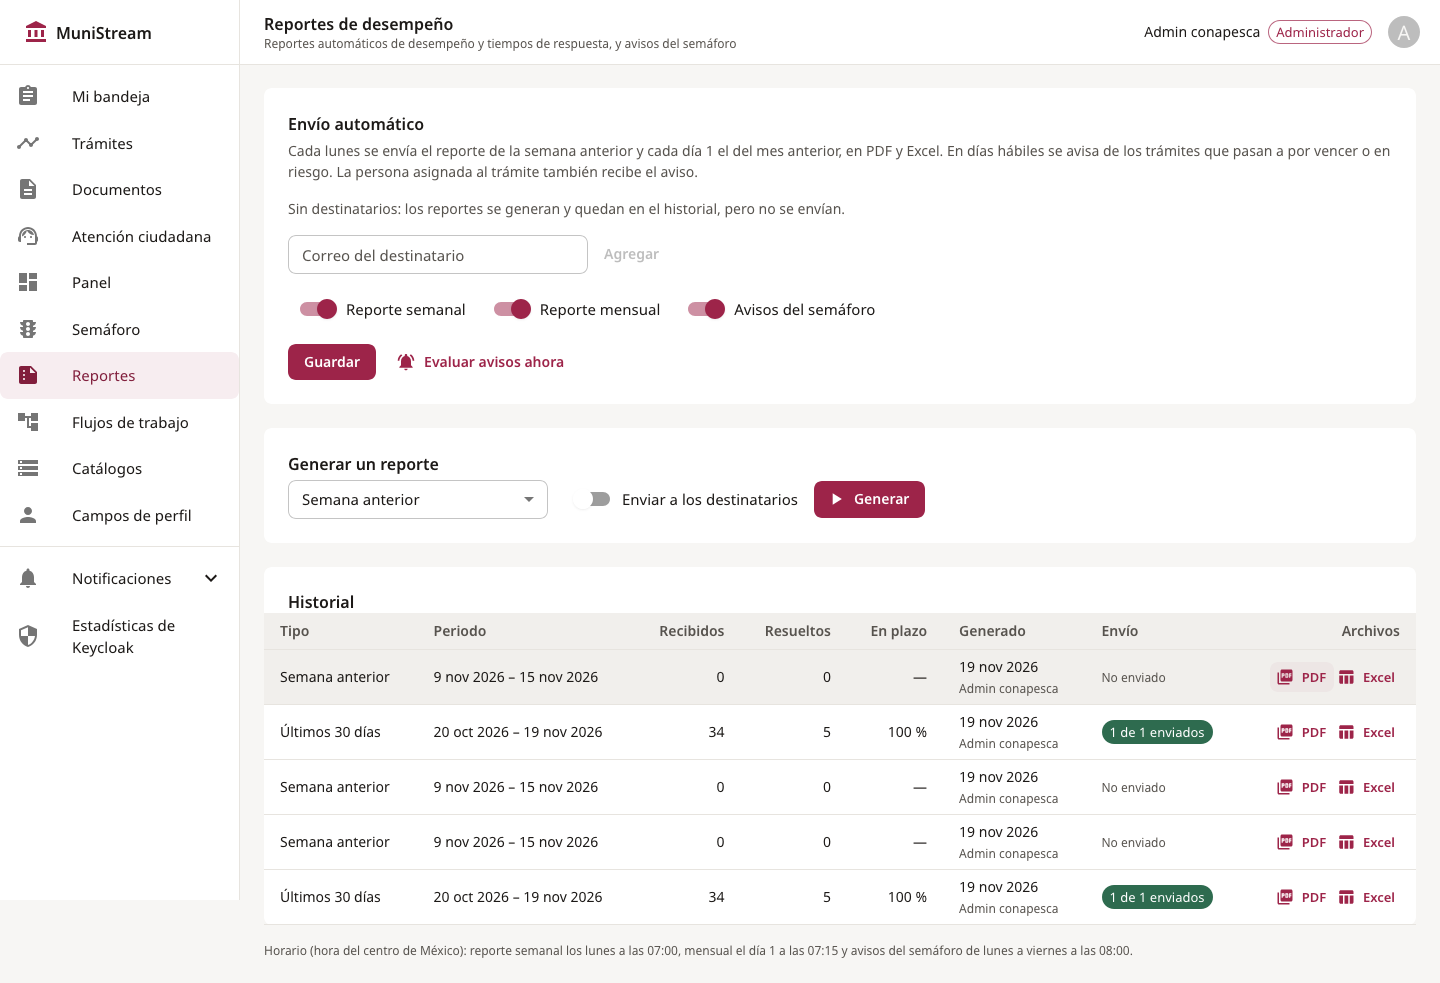 MuniStream
Reportes de desempeño
Reportes automáticos de desempeño y tiempos de respuesta, y avisos del semáforo
Admin conapesca
Administrador
A
Mi bandeja
Trámites
Documentos
Atención ciudadana
Panel
Semáforo
Reportes
Flujos de trabajo
Catálogos
Campos de perfil
Notificaciones
Estadísticas de
Keycloak
Envío automático
Cada lunes se envía el reporte de la semana anterior y cada día 1 el del mes anterior, en PDF y Excel. En días hábiles se avisa de los trámites que pasan a por vencer o en
riesgo. La persona asignada al trámite también recibe el aviso.
Sin destinatarios: los reportes se generan y quedan en el historial, pero no se envían.
Correo del destinatario
Agregar
Reporte semanal
Reporte mensual
Avisos del semáforo
Guardar
Evaluar avisos ahora
Generar un reporte
Semana anterior
Enviar a los destinatarios
Generar
Historial
Tipo Periodo Recibidos Resueltos En plazo Generado Envío Archivos
Semana anterior 9 nov 2026 – 15 nov 2026 0 0 — 19 nov 2026 No enviado PDF Excel
Admin conapesca
Últimos 30 días 20 oct 2026 – 19 nov 2026 34 5 100 % 19 nov 2026 1 de 1 enviados PDF Excel
Admin conapesca
Semana anterior 9 nov 2026 – 15 nov 2026 0 0 — 19 nov 2026 No enviado PDF Excel
Admin conapesca
Semana anterior 9 nov 2026 – 15 nov 2026 0 0 — 19 nov 2026 No enviado PDF Excel
Admin conapesca
Últimos 30 días 20 oct 2026 – 19 nov 2026 34 5 100 % 19 nov 2026 1 de 1 enviados PDF Excel
Admin conapesca
Horario (hora del centro de México): reporte semanal los lunes a las 07:00, mensual el día 1 a las 07:15 y avisos del semáforo de lunes a viernes a las 08:00.